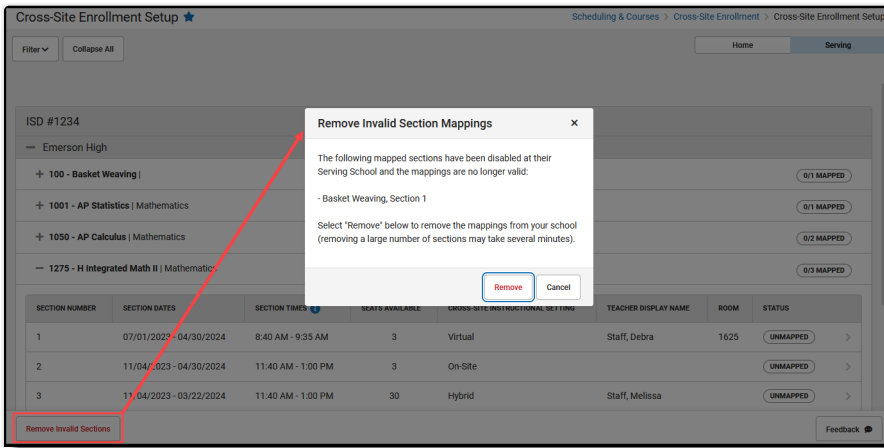 Cross-Site Enrollment Setup
Scheduling & Courses > Cross-Site Enrollment > Cross-Site Enrollment Setup
Filter
Collapse All
Home
Serving
ISD #1234
Emerson High
100 - Basket Weaving |
0/1 MAPPED
1001 - AP Statistics | Mathematics
0/1 MAPPED
1050 - AP Calculus | Mathematics
0/2 MAPPED
1275 - H Integrated Math II | Mathematics
0/3 MAPPED
Remove Invalid Section Mappings
The following mapped sections have been disabled at their
Serving School and the mappings are no longer valid:
- Basket Weaving, Section 1
Select "Remove" below to remove the mappings from your school
(removing a large number of sections may take several minutes).
Remove
Cancel
SECTION NUMBER SECTION DATES SECTION TIMES SEATS AVAILABLE CROSS-SITE INSTRUCTIONAL SETTING TEACHER DISPLAY NAME ROOM STATUS
1 07/01/2023 - 04/30/2024 8:40 AM - 9:35 AM 3 Virtual Staff, Debra 1625 UNMAPPED
2 11/04/2023 - 04/30/2024 11:40 AM - 1:00 PM 3 On-Site UNMAPPED
3 11/04/2023 - 03/22/2024 11:40 AM - 1:00 PM 30 Hybrid Staff, Melissa UNMAPPED
Remove Invalid Sections
Feedback